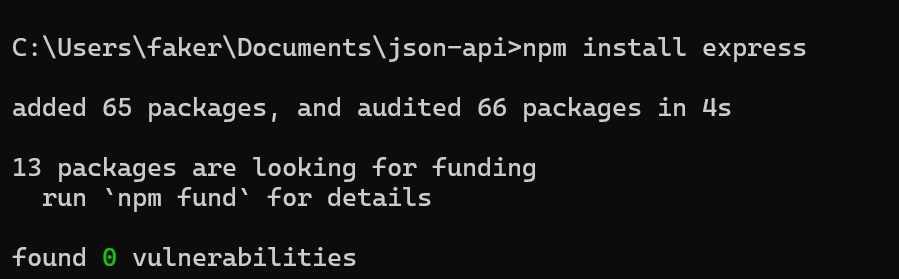 C:\Users\faker\Documents\json-api>npm install express
added 65 packages, and audited 66 packages in 4s
13 packages are looking for funding
  run `npm fund` for details
found 0 vulnerabilities